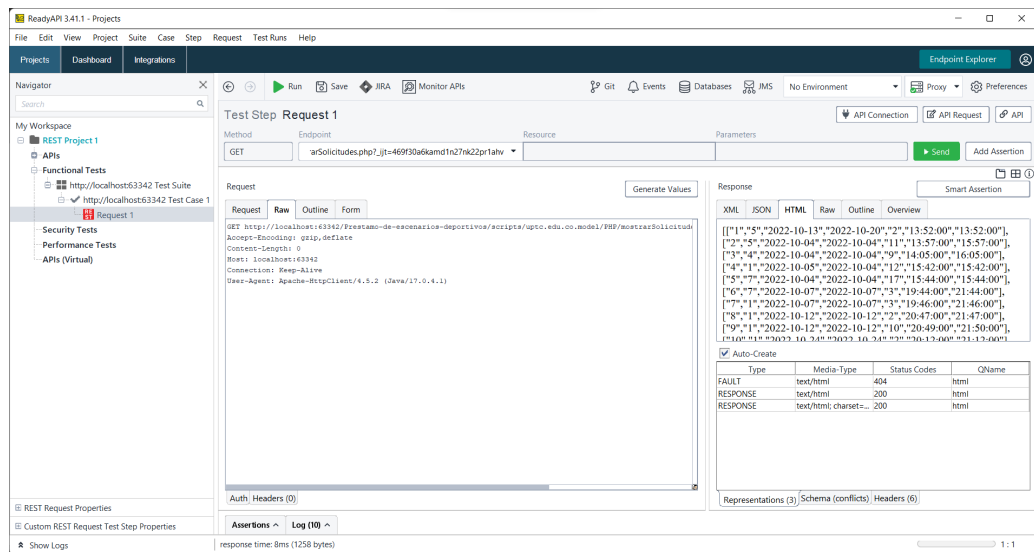 ReadyAPI 3.41.1 - Projects
File Edit View Project Suite Case Step Request Test Runs Help
Projects Dashboard Integrations Endpoint Explorer
Navigator
Run Save JIRA Monitor APIs Git Events Databases JMS No Environment Proxy Preferences
Search
My Workspace
REST Project 1
APIs
Functional Tests
http://localhost:63342 Test Suite
http://localhost:63342 Test Case 1
REST Request 1
Security Tests
Performance Tests
APIs (Virtual)
REST Request Properties
Custom REST Request Test Step Properties
Show Logs
Test Step Request 1
API Connection API Request API
Method Endpoint Resource Parameters
GET 'arSolicitudes.php?_ijt=469f30a6kamd1n27nk22pr1ahv Send Add Assertion
Request Generate Values
Request Raw Outline Form
GET http://localhost:63342/Prestamo-de-escenarios-deportivos/scripts/uptc.edu.co.model/PHP/mostrarSolicitude
Accept-Encoding: gzip,deflate
Content-Length: 0
Host: localhost:63342
Connection: Keep-Alive
User-Agent: Apache-HttpClient/4.5.2 (Java/17.0.4.1)
Auth Headers (0)
Response Smart Assertion
XML JSON HTML Raw Outline Overview
[["1","5","2022-10-13","2022-10-20","2","13:52:00","13:52:00"],
["2","5","2022-10-04","2022-10-04","11","13:57:00","15:57:00"],
["3","4","2022-10-04","2022-10-04","9","14:05:00","16:05:00"],
["4","1","2022-10-05","2022-10-04","12","15:42:00","15:42:00"],
["5","7","2022-10-04","2022-10-04","17","15:44:00","15:44:00"],
["6","7","2022-10-07","2022-10-07","3","19:44:00","21:44:00"],
["7","1","2022-10-07","2022-10-07","3","19:46:00","21:46:00"],
["8","1","2022-10-12","2022-10-12","2","20:47:00","21:47:00"],
["9","1","2022-10-12","2022-10-12","10","20:49:00","21:50:00"],
["10","1","2022-10-24","2022-10-24","2","20:12:00","21:12:00"],
Auto-Create
Type Media-Type Status Codes QName
FAULT text/html 404 html
RESPONSE text/html 200 html
RESPONSE text/html; charset=... 200 html
Representations (3) Schema (conflicts) Headers (6)
Assertions Log (10)
response time: 8ms (1258 bytes) 1 : 1